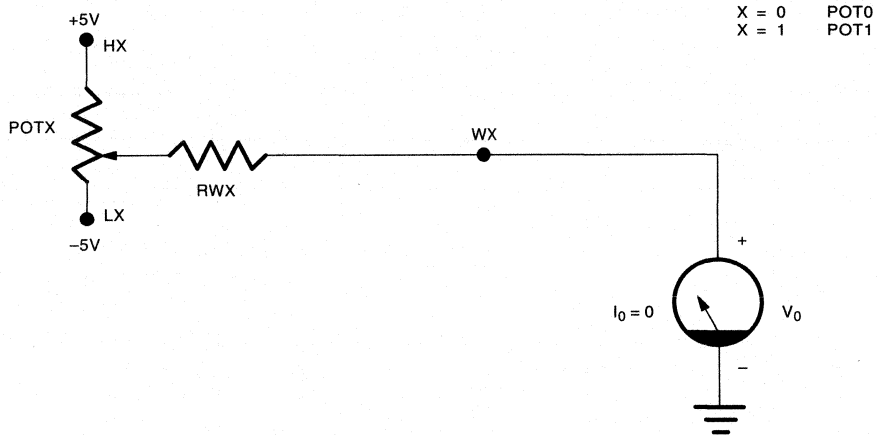 X = 0 POT0
X = 1 POT1
+5V
HX
POTX
WX
RWX
LX
–5V
+
I₀ = 0
V₀
–